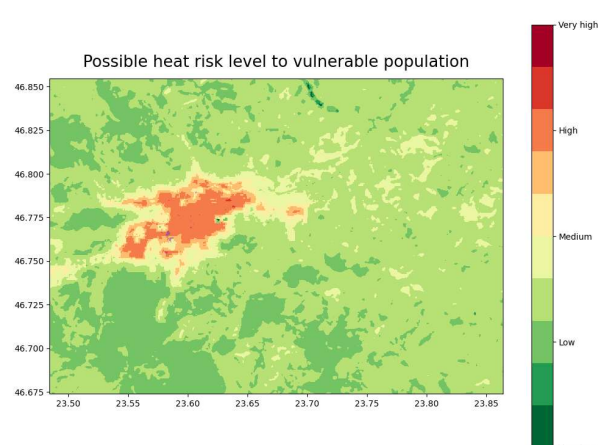 Possible heat risk level to vulnerable population
Very high
High
Medium
Low
46.850
46.825
46.800
46.775
46.750
46.725
46.700
46.675
23.50 23.55 23.60 23.65 23.70 23.75 23.80 23.85